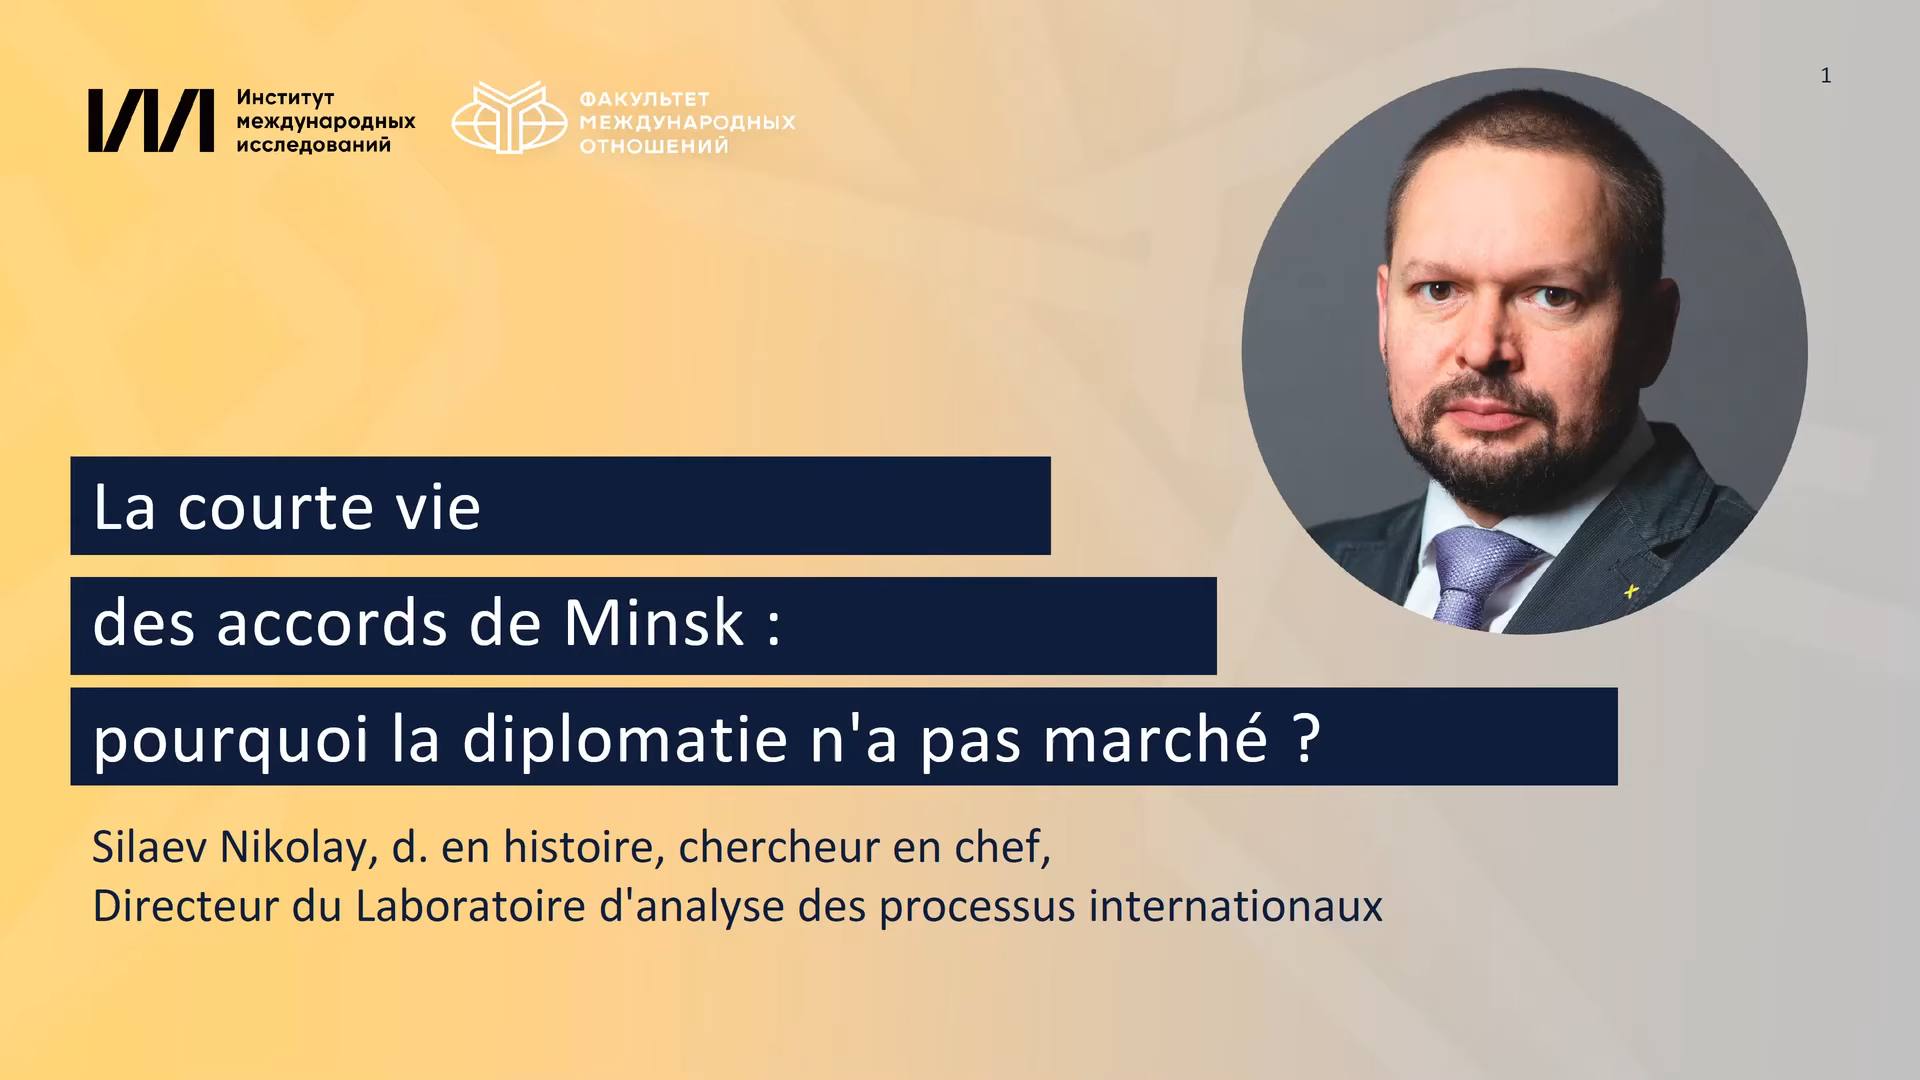 Институт
международных
исследований
ФАКУЛЬТЕТ
МЕЖДУНАРОДНЫХ
ОТНОШЕНИЙ
1
La courte vie
des accords de Minsk :
pourquoi la diplomatie n'a pas marché ?
Silaev Nikolay, d. en histoire, chercheur en chef,
Directeur du Laboratoire d'analyse des processus internationaux